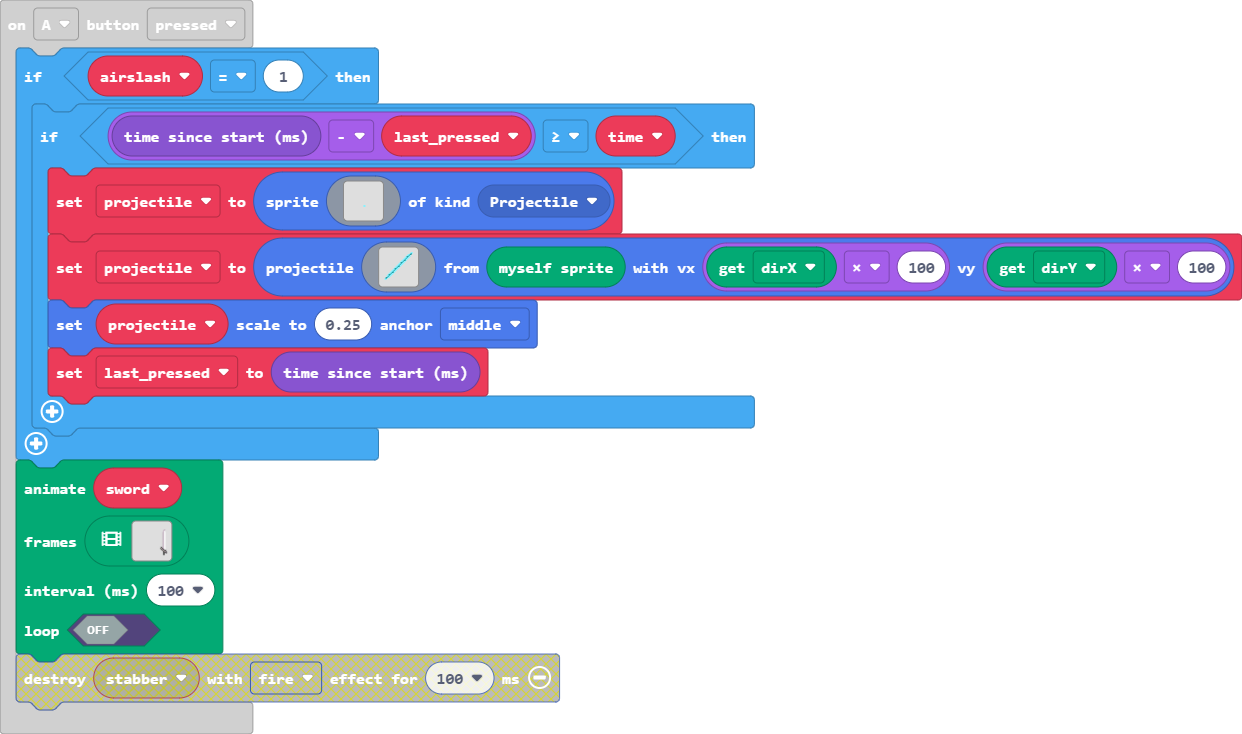 on A button pressed
if airslash = 1 then
if time since start (ms) - last_pressed ≥ time then
set projectile to sprite of kind Projectile
set projectile to projectile from myself sprite with vx get dirX × 100 vy get dirY × 100
set projectile scale to 0.25 anchor middle
set last_pressed to time since start (ms)
animate sword
frames
interval (ms) 100
loop OFF
destroy stabber with fire effect for 100 ms